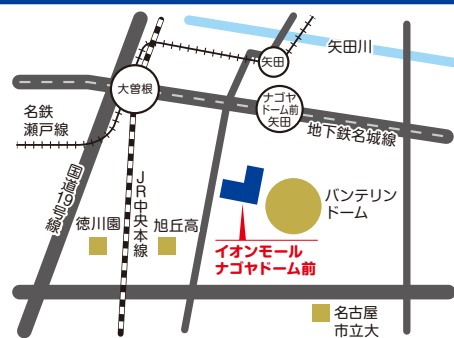 矢田川
矢田
大曽根
ナゴヤ
ドーム前
矢田
名鉄
瀬戸線
地下鉄名城線
国道19号線
JR中央本線
徳川園
旭丘高
バンテリン
ドーム
イオンモール
ナゴヤドーム前
名古屋
市立大